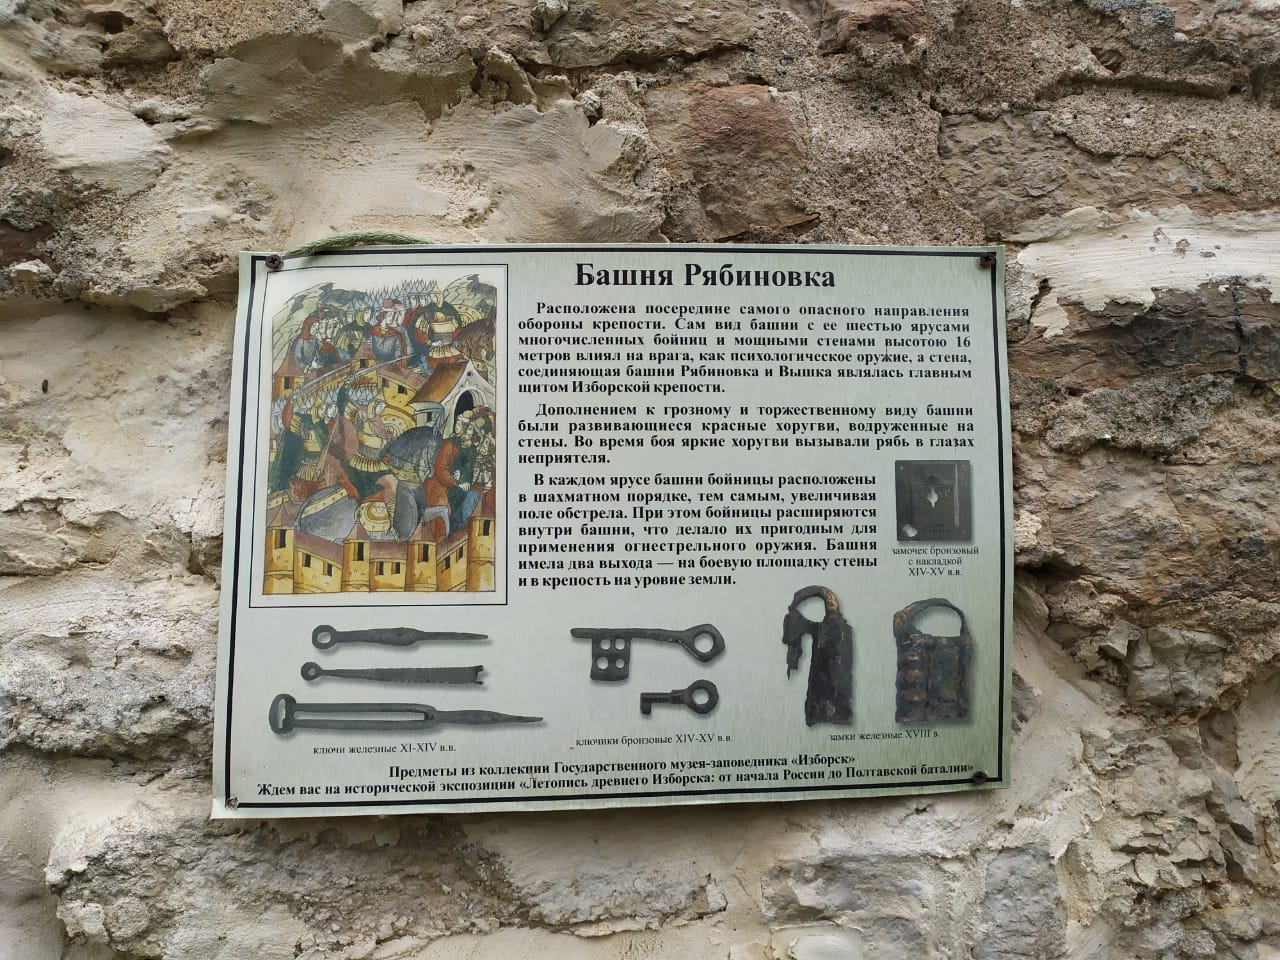 Башня Рябиновка
Расположена посередине самого опасного направления
обороны крепости. Сам вид башни с ее шестью ярусами
многочисленных бойниц и мощными стенами высотою 16
метров влиял на врага, как психологическое оружие, а стена,
соединяющая башни Рябиновка и Вышка являлась главным
щитом Изборской крепости.
Дополнением к грозному и торжественному виду башни
были развивающиеся красные хоругви, водруженные на
стены. Во время боя яркие хоругви вызывали рябь в глазах
неприятеля.
В каждом ярусе башни бойницы расположены
в шахматном порядке, тем самым, увеличивая
поле обстрела. При этом бойницы расширяются
внутри башни, что делало их пригодным для
применения огнестрельного оружия. Башня
имела два выхода — на боевую площадку стены
и в крепость на уровне земли.
замочек бронзовый
с накладкой
XIV-XV в.в.
ключи железные XI-XIV в.в.
ключики бронзовые XIV-XV в.в.
замки железные XVIII в.
Предметы из коллекции Государственного музея-заповедника «Изборск»
Ждем вас на исторической экспозиции «Летопись древнего Изборска: от начала России до Полтавской баталии»